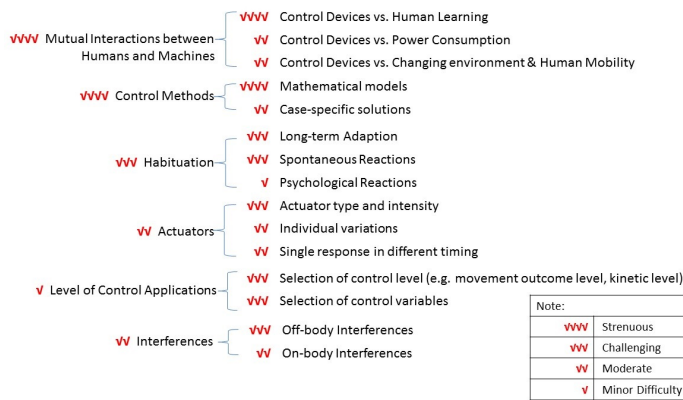 √√√√ Mutual Interactions between
Humans and Machines
√√√√ Control Devices vs. Human Learning
√√ Control Devices vs. Power Consumption
√√ Control Devices vs. Changing environment & Human Mobility
√√√√ Control Methods
√√√√ Mathematical models
√√ Case-specific solutions
√√√ Habituation
√√√ Long-term Adaption
√√√ Spontaneous Reactions
√ Psychological Reactions
√√ Actuators
√√√ Actuator type and intensity
√√ Individual variations
√√ Single response in different timing
√ Level of Control Applications
√√√ Selection of control level (e.g. movement outcome level, kinetic level)
√√√ Selection of control variables
√√ Interferences
√√√ Off-body Interferences
√√ On-body Interferences
Note:
√√√√ Strenuous
√√√ Challenging
√√ Moderate
√ Minor Difficulty